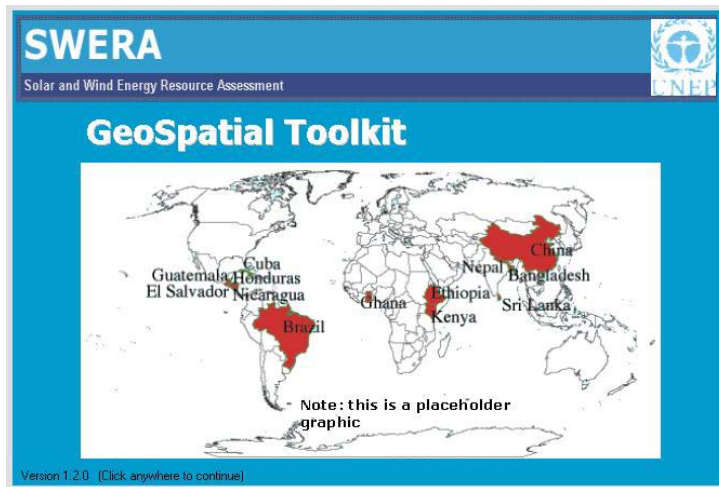 SWERA
Solar and Wind Energy Resource Assessment
UNEP
GeoSpatial Toolkit
China
Cuba
Nepal
Guatemala Honduras
Bangladesh
El Salvador Nicaragua
Ghana
Ethiopia
Sri Lanka
Kenya
Brazil
Note: this is a placeholder
graphic
Version 1.2.0 (Click anywhere to continue)